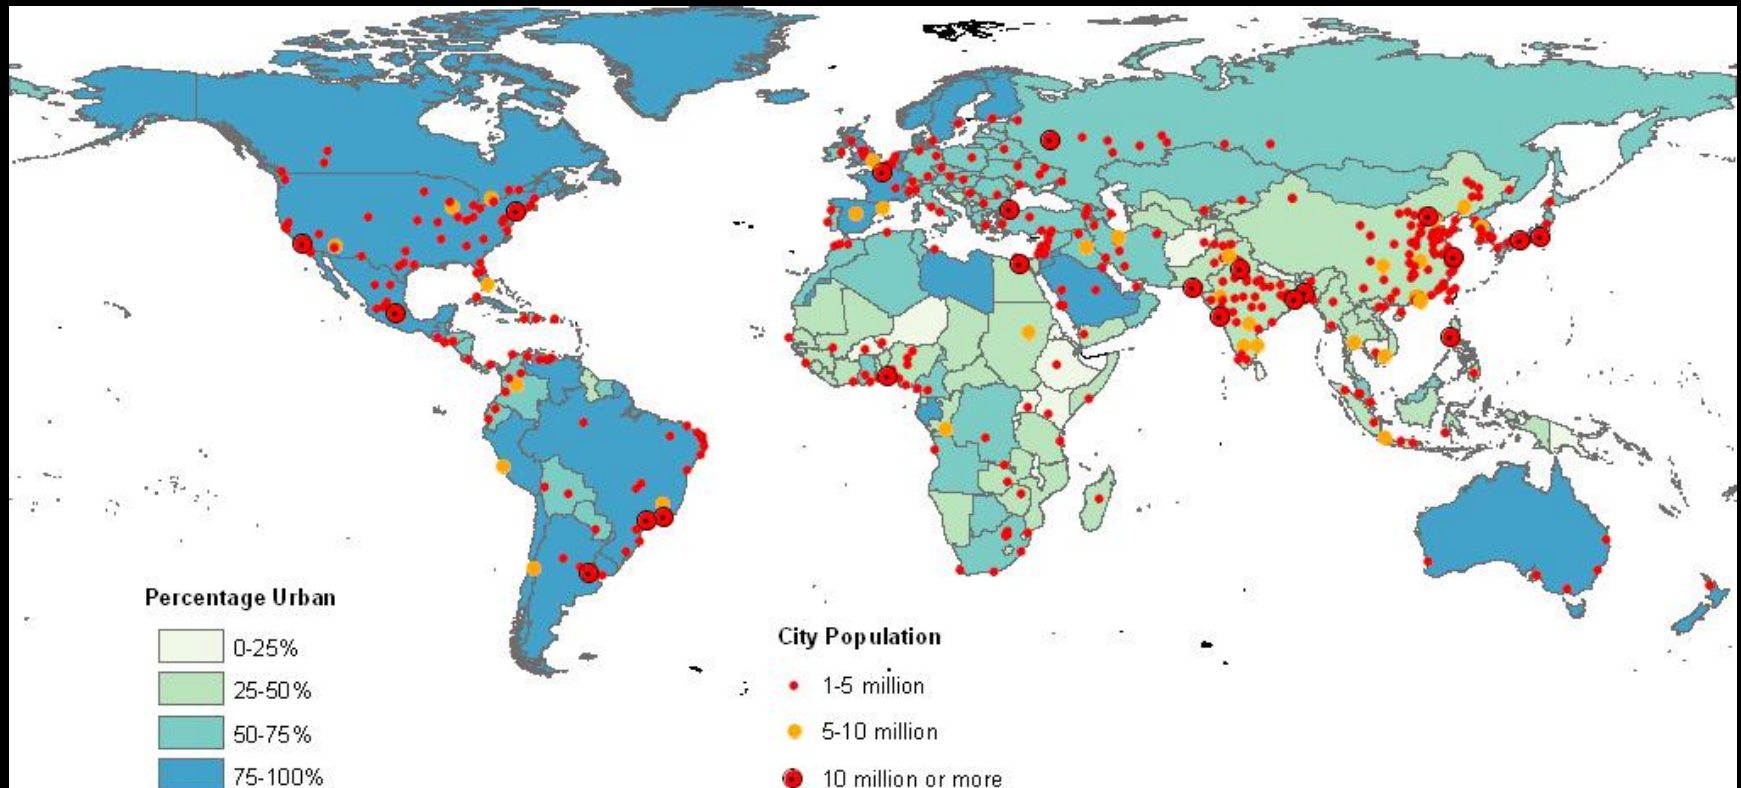 Percentage Urban
0-25%
25-50%
50-75%
75-100%
City Population
1-5 million
5-10 million
10 million or more